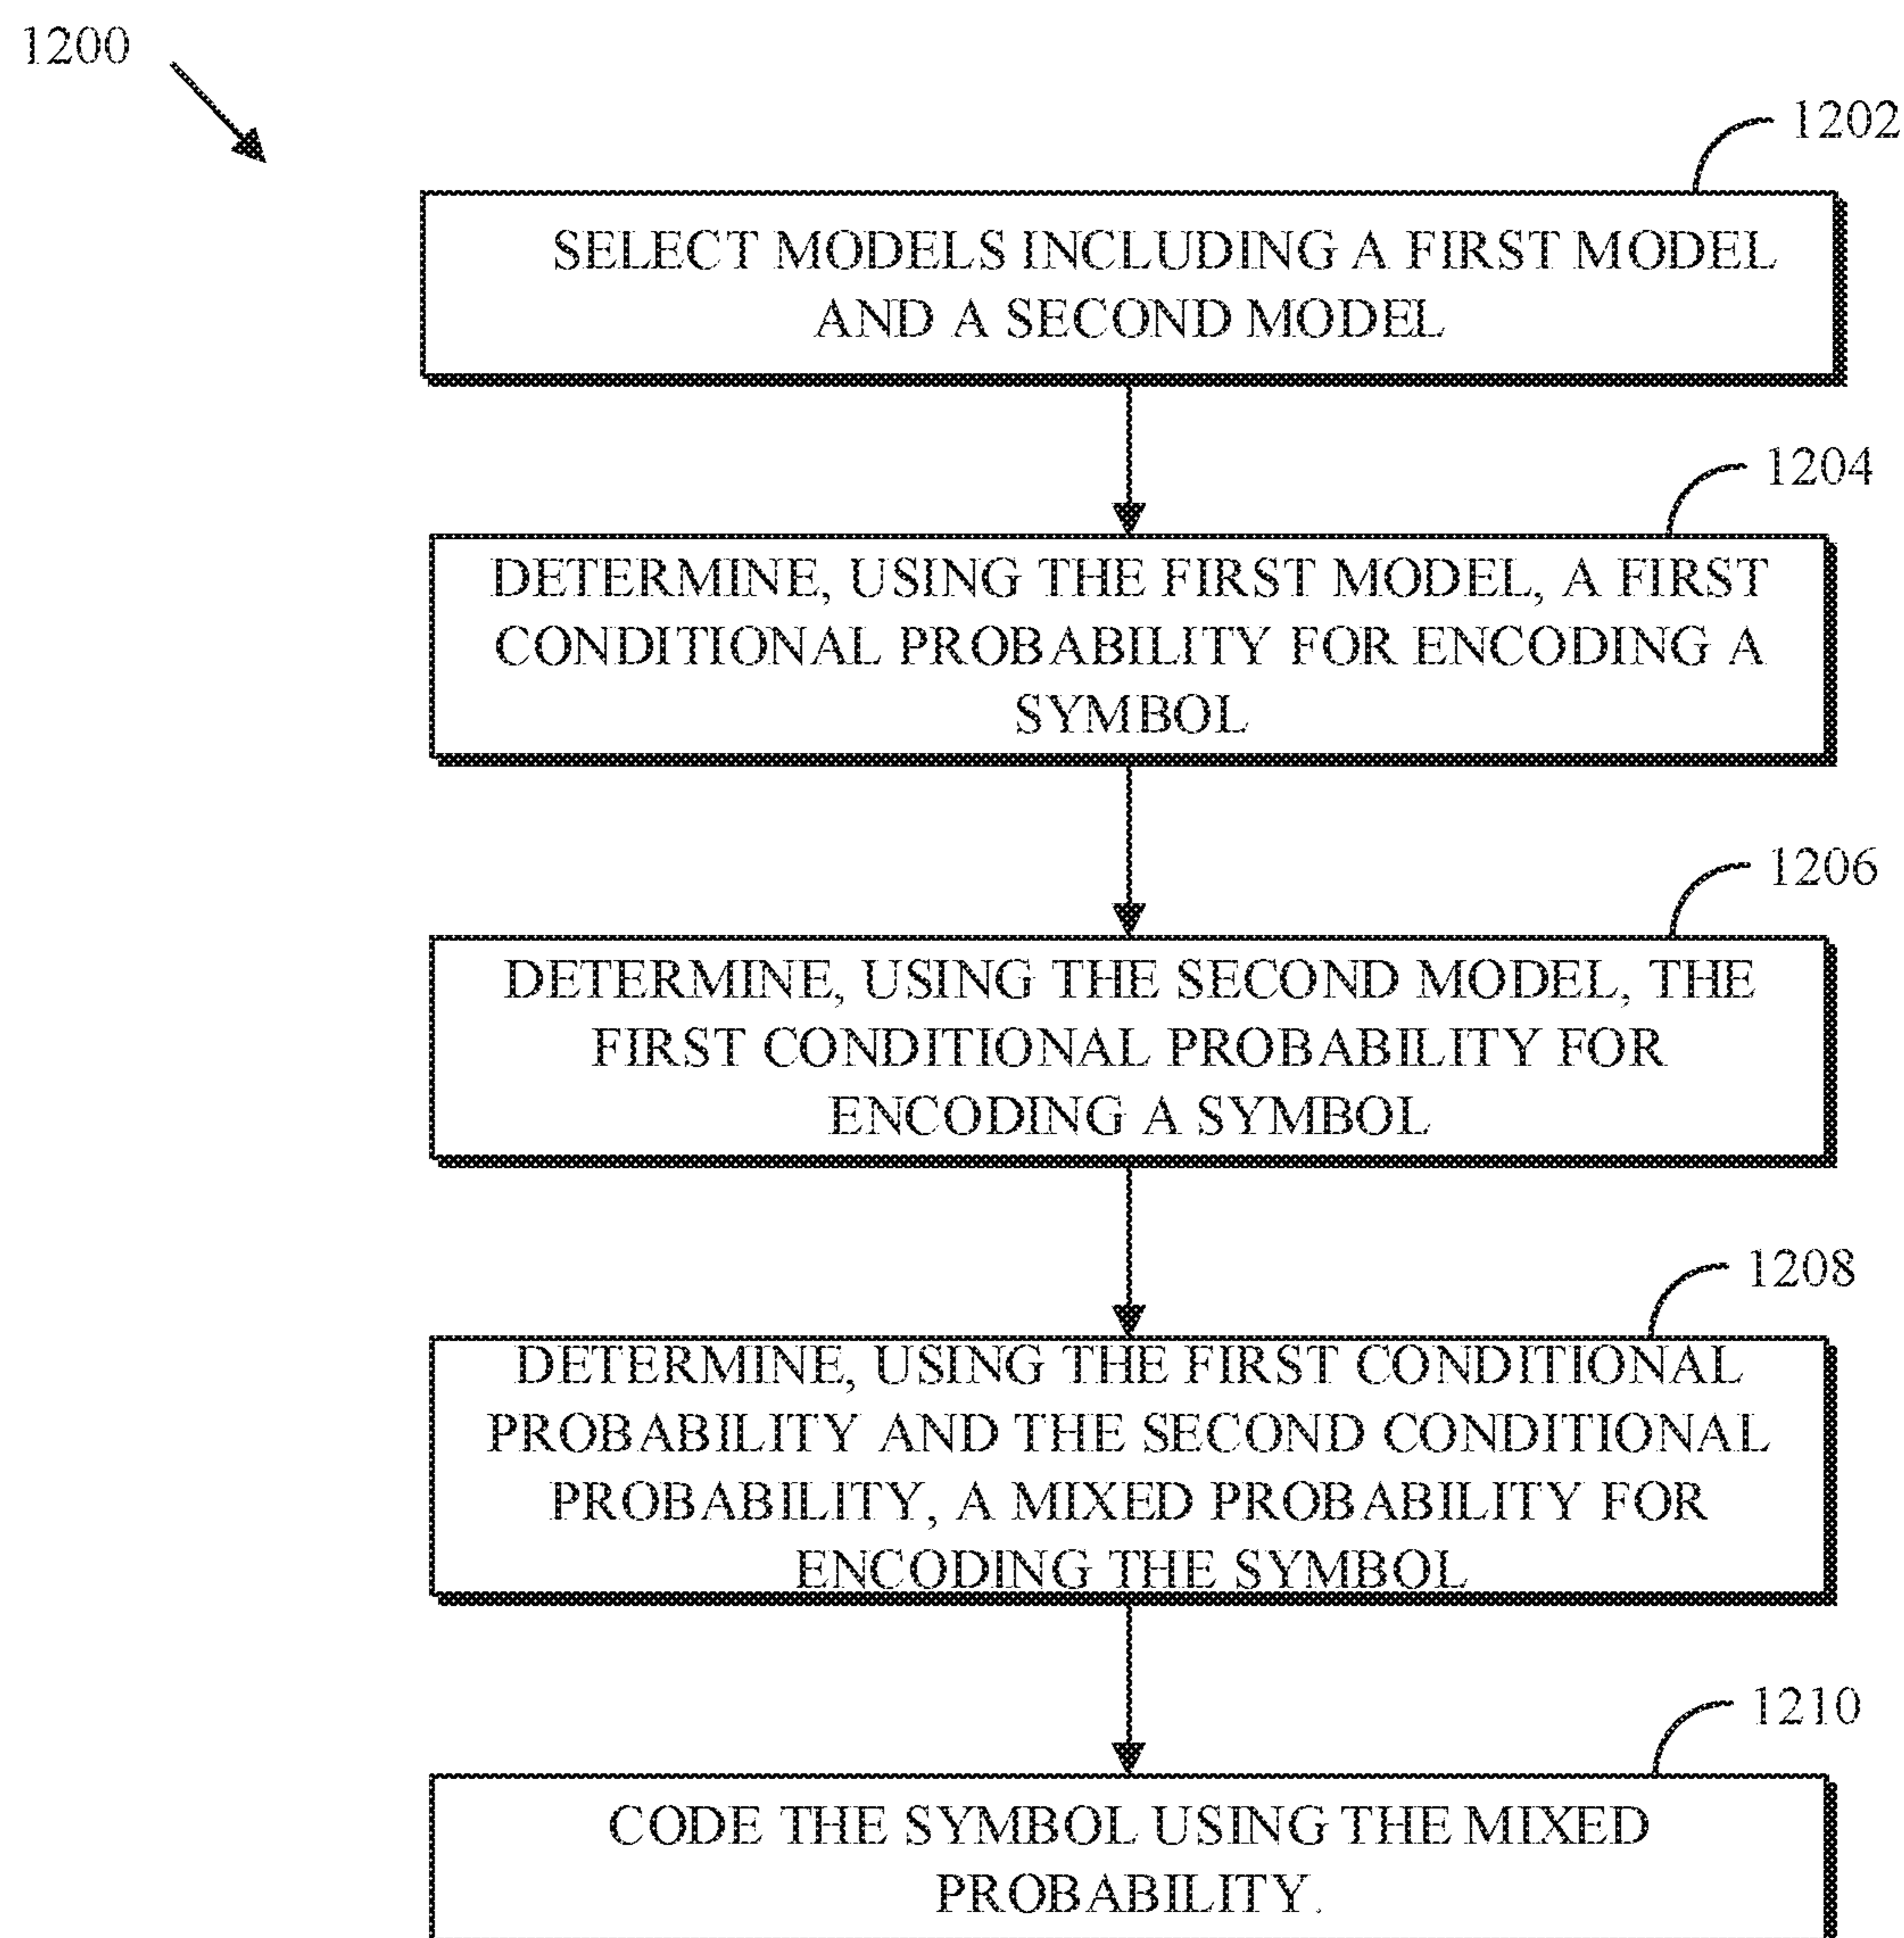 1200
1202
SELECT MODELS INCLUDING A FIRST MODEL
AND A SECOND MODEL
1204
DETERMINE, USING THE FIRST MODEL, A FIRST
CONDITIONAL PROBABILITY FOR ENCODING A
SYMBOL
1206
DETERMINE, USING THE SECOND MODEL, THE
FIRST CONDITIONAL PROBABILITY FOR
ENCODING A SYMBOL
1208
DETERMINE, USING THE FIRST CONDITIONAL
PROBABILITY AND THE SECOND CONDITIONAL
PROBABILITY, A MIXED PROBABILITY FOR
ENCODING THE SYMBOL
1210
CODE THE SYMBOL USING THE MIXED
PROBABILITY.